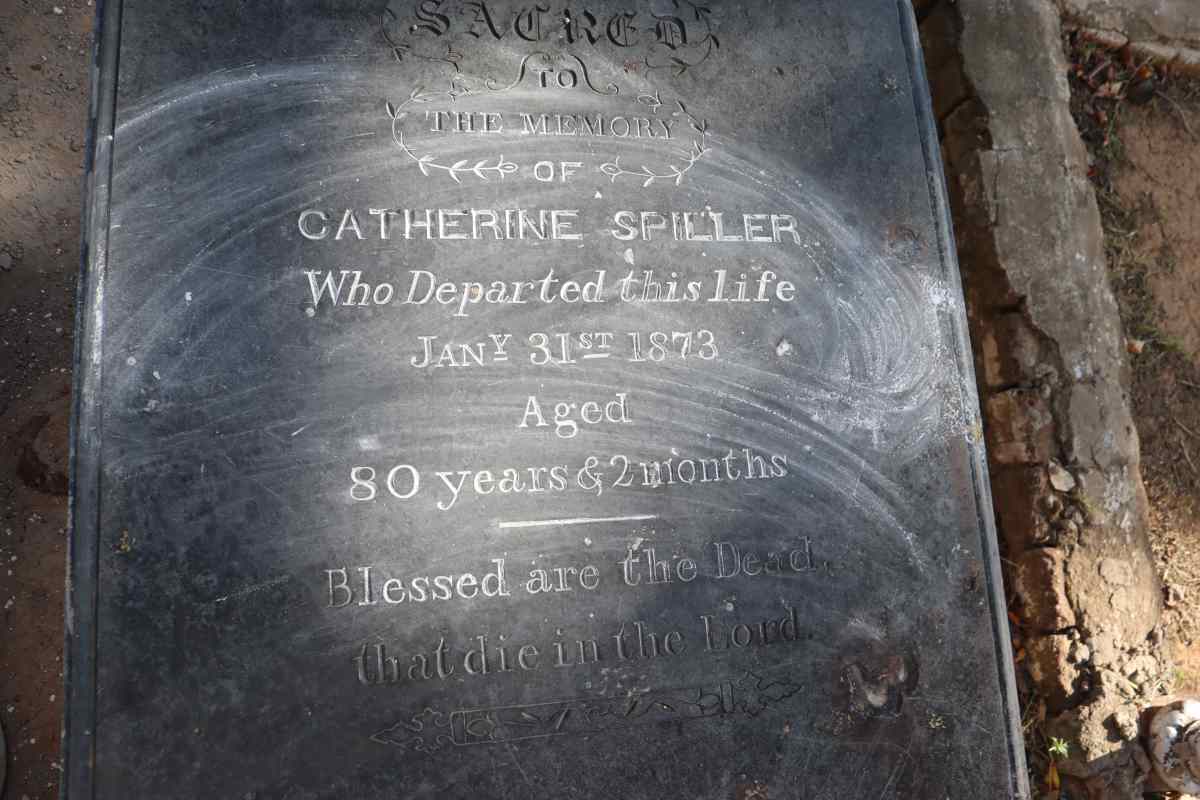 SACRED
TO
THE MEMORY
OF
CATHERINE SPILLER
Who Departed this life
JANY 31ST 1873
Aged
80 years & 2 months
Blessed are the Dead,
that die in the Lord.